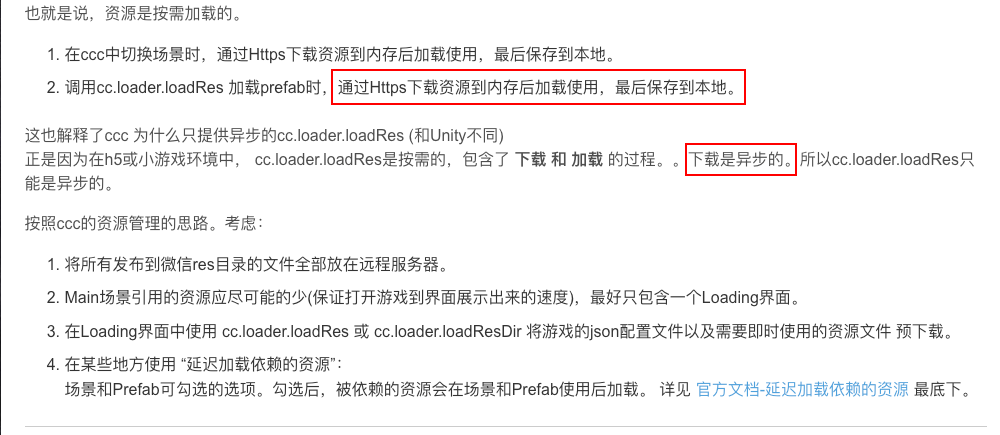 也就是说，资源是按需加载的。
1. 在ccc中切换场景时，通过Https下载资源到内存后加载使用，最后保存到本地。
2. 调用cc.loader.loadRes 加载prefab时，通过Https下载资源到内存后加载使用，最后保存到本地。
这也解释了ccc 为什么只提供异步的cc.loader.loadRes (和Unity不同)
正是因为在h5或小游戏环境中， cc.loader.loadRes是按需的，包含了 下载 和 加载 的过程。。下载是异步的。所以cc.loader.loadRes只
能是异步的。
按照ccc的资源管理的思路。考虑：
1. 将所有发布到微信res目录的文件全部放在远程服务器。
2. Main场景引用的资源应尽可能的少(保证打开游戏到界面展示出来的速度)，最好只包含一个Loading界面。
3. 在Loading界面中使用 cc.loader.loadRes 或 cc.loader.loadResDir 将游戏的json配置文件以及需要即时使用的资源文件 预下载。
4. 在某些地方使用 “延迟加载依赖的资源”：
场景和Prefab可勾选的选项。勾选后，被依赖的资源会在场景和Prefab使用后加载。 详见 官方文档-延迟加载依赖的资源 最底下。